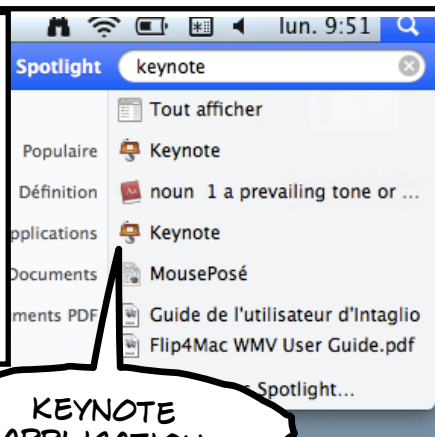 lun. 9:51
Spotlight keynote
Tout afficher
Populaire Keynote
Définition noun 1 a prevailing tone or ...
pplications Keynote
Documents MousePosé
ments PDF Guide de l'utilisateur d'Intaglio
Flip4Mac WMV User Guide.pdf
Spotlight...
KEYNOTE
APPLICATION